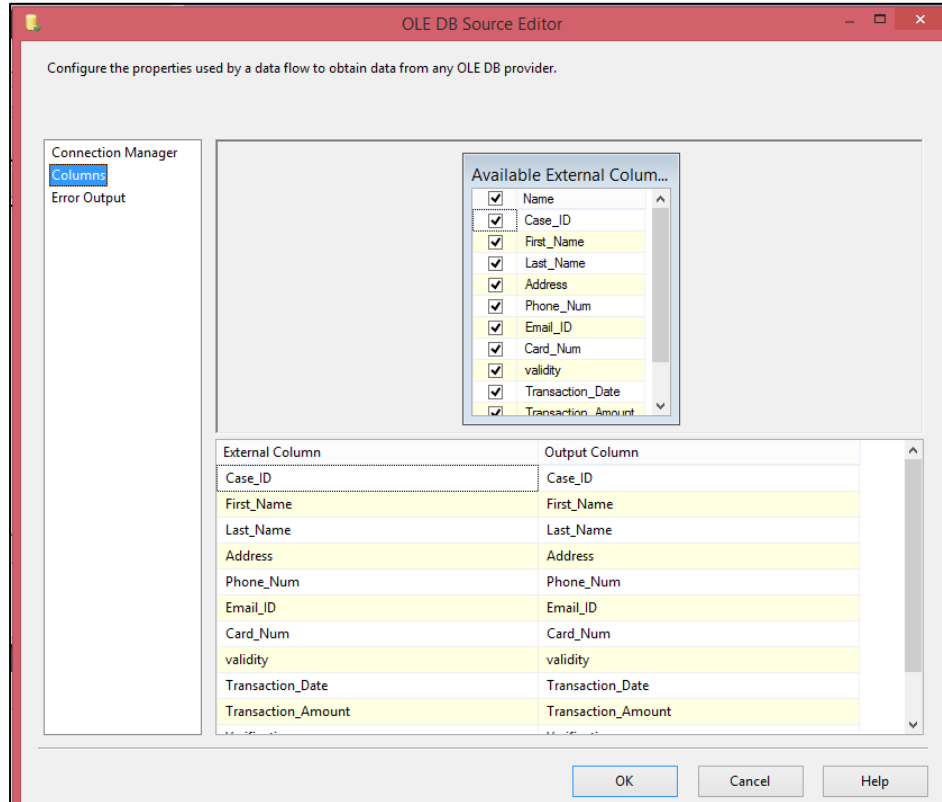 OLE DB Source Editor
Configure the properties used by a data flow to obtain data from any OLE DB provider.
Connection Manager
Columns
Error Output
Available External Colum...
Name
Case_ID
First_Name
Last_Name
Address
Phone_Num
Email_ID
Card_Num
validity
Transaction_Date
Transaction_Amount
External Column Output Column
Case_ID Case_ID
First_Name First_Name
Last_Name Last_Name
Address Address
Phone_Num Phone_Num
Email_ID Email_ID
Card_Num Card_Num
validity validity
Transaction_Date Transaction_Date
Transaction_Amount Transaction_Amount
OK Cancel Help